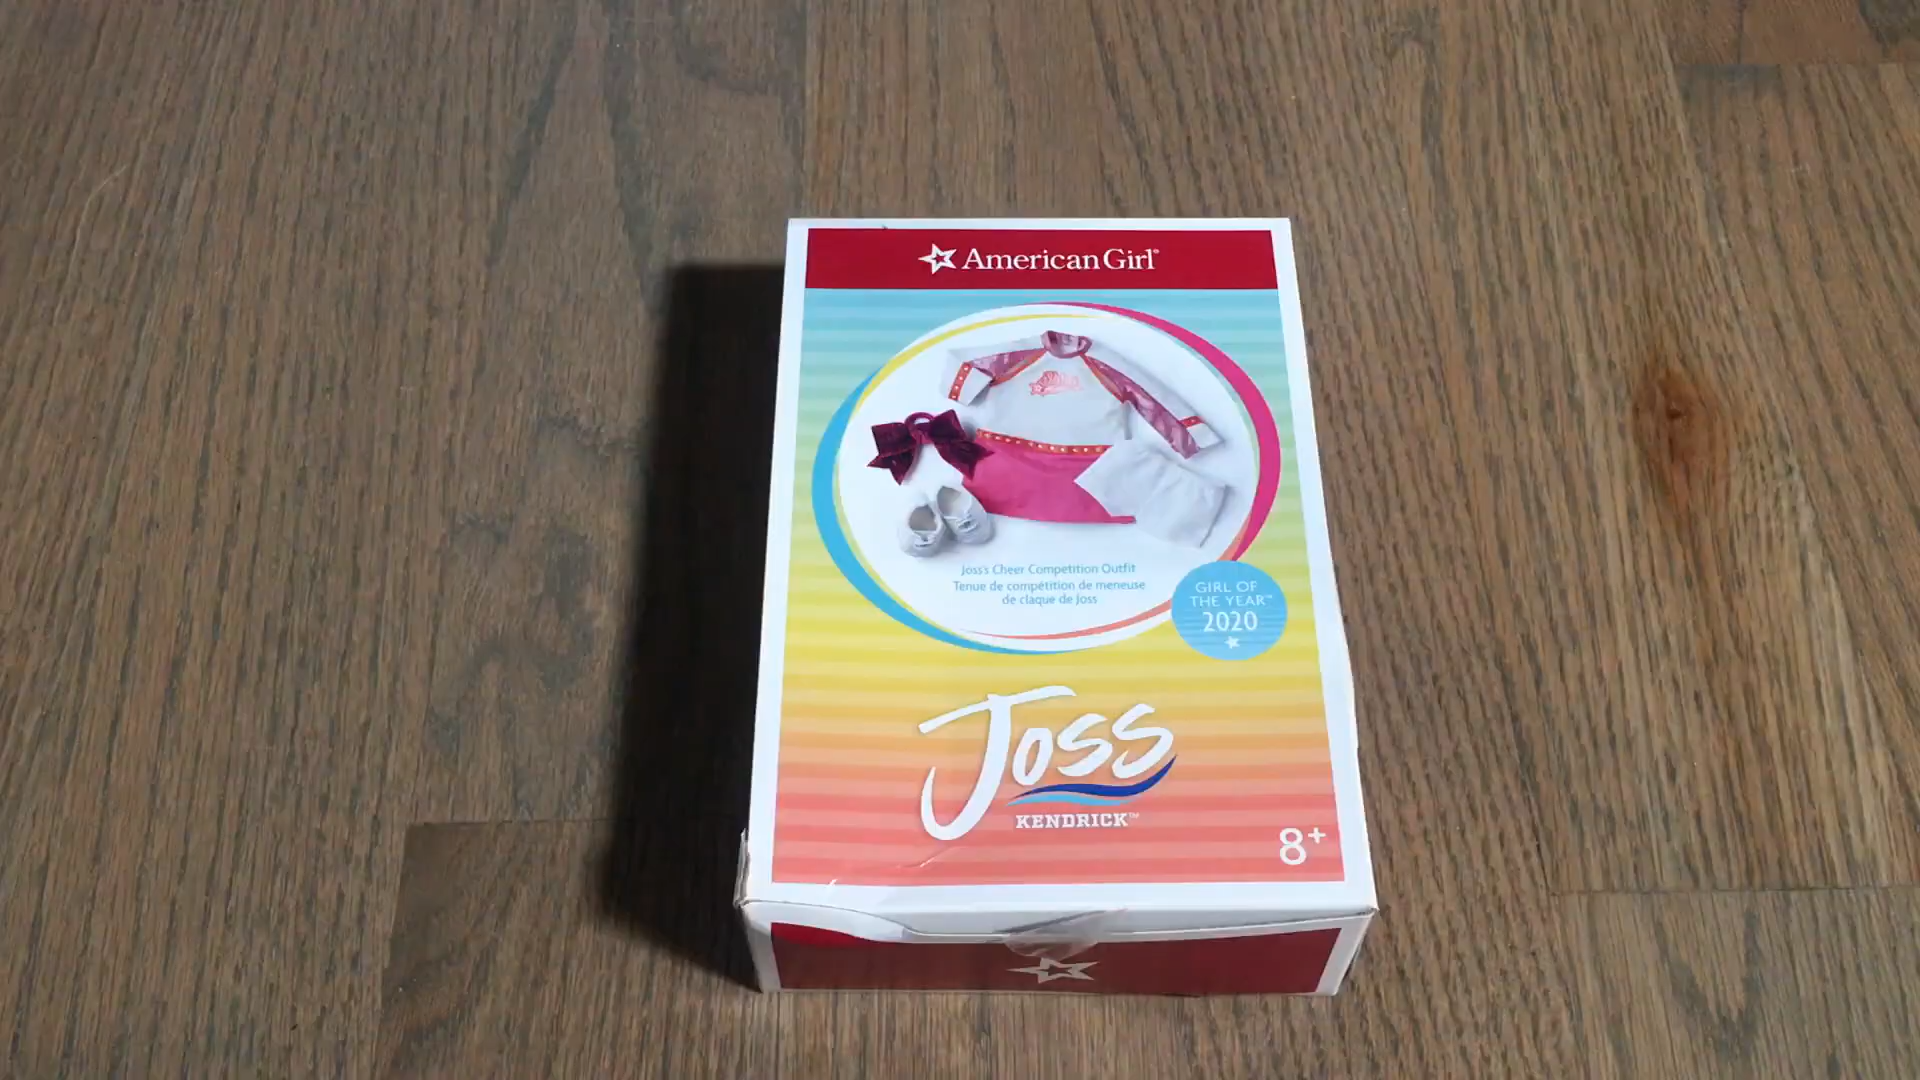 American Girl®
Joss's Cheer Competition Outfit
Tenue de compétition de meneuse
de claque de Joss
GIRL OF
THE YEAR™
2020
Joss
KENDRICK™
8+